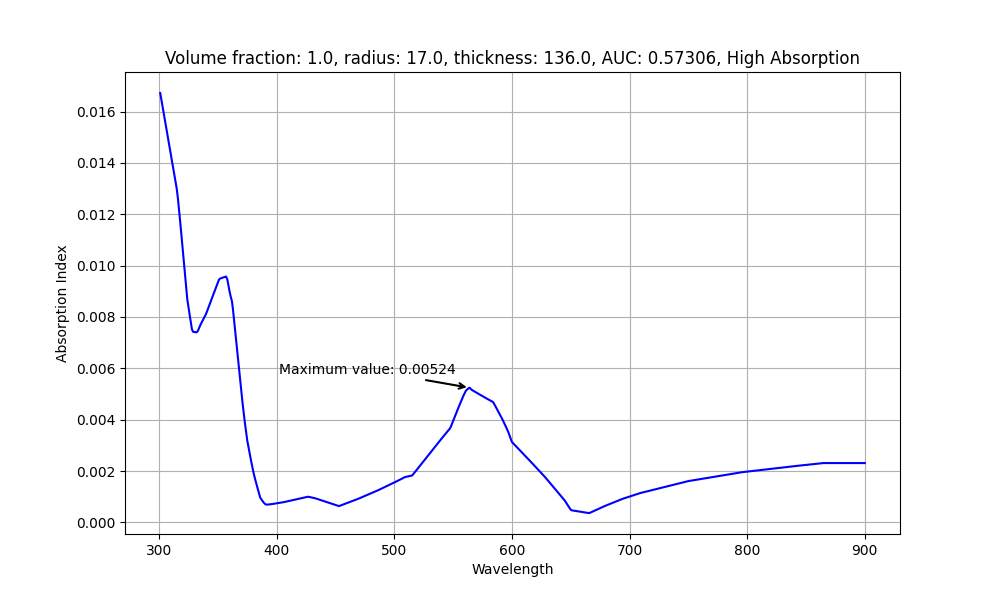 Volume fraction: 1.0, radius: 17.0, thickness: 136.0, AUC: 0.57306, High Absorption
Absorption Index
0.016
0.014
0.012
0.010
0.008
0.006
0.004
0.002
0.000
Maximum value: 0.00524
300 400 500 600 700 800 900
Wavelength